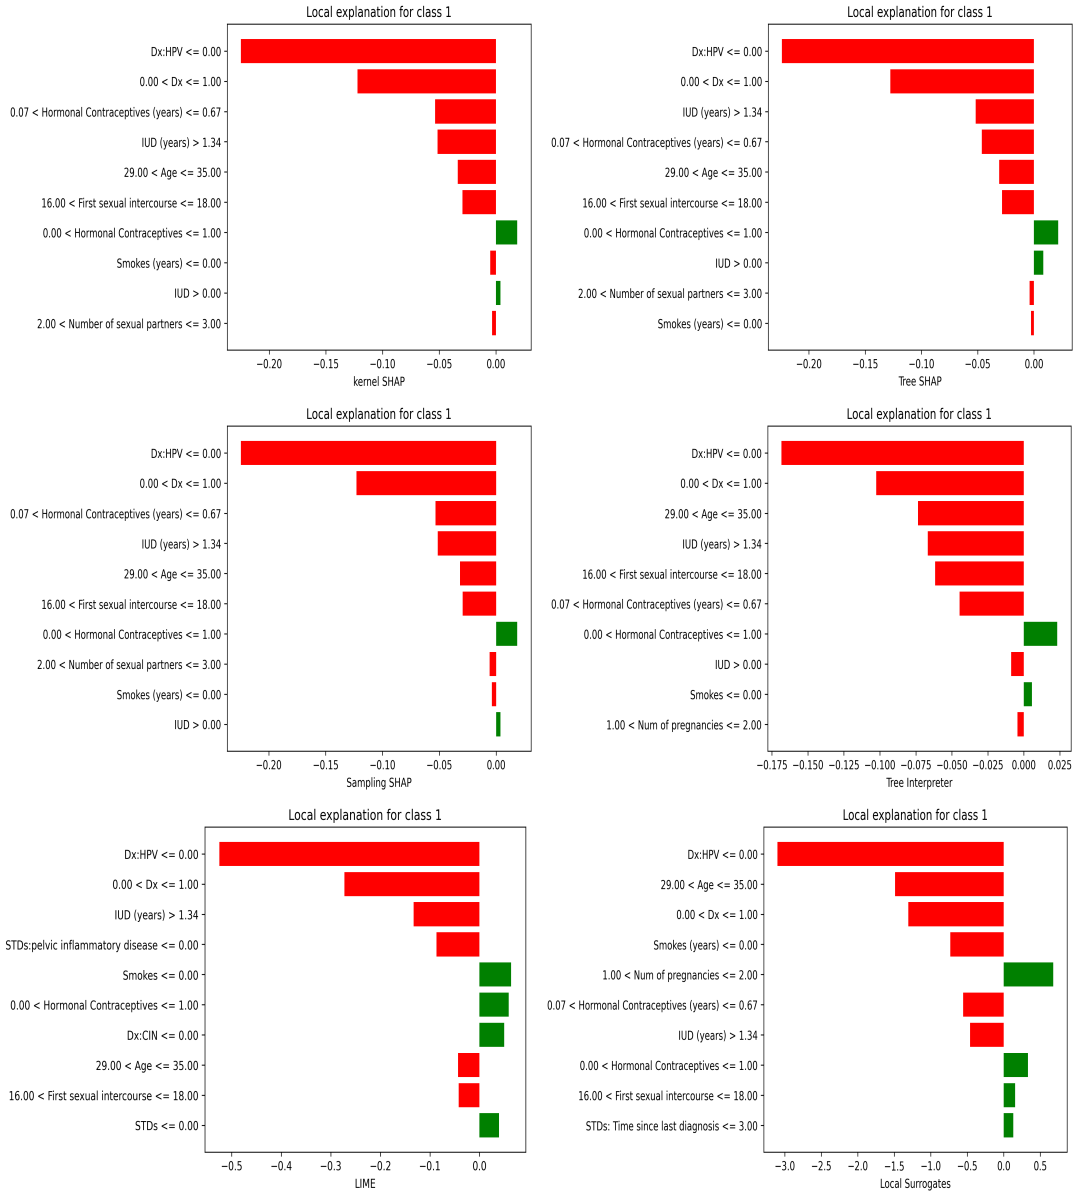 Local explanation for class 1
Dx:HPV <= 0.00
0.00 < Dx <= 1.00
0.07 < Hormonal Contraceptives (years) <= 0.67
IUD (years) > 1.34
29.00 < Age <= 35.00
16.00 < First sexual intercourse <= 18.00
0.00 < Hormonal Contraceptives <= 1.00
Smokes (years) <= 0.00
IUD > 0.00
2.00 < Number of sexual partners <= 3.00
−0.20 −0.15 −0.10 −0.05 0.00
kernel SHAP
Local explanation for class 1
Dx:HPV <= 0.00
0.00 < Dx <= 1.00
IUD (years) > 1.34
0.07 < Hormonal Contraceptives (years) <= 0.67
29.00 < Age <= 35.00
16.00 < First sexual intercourse <= 18.00
0.00 < Hormonal Contraceptives <= 1.00
IUD > 0.00
2.00 < Number of sexual partners <= 3.00
Smokes (years) <= 0.00
−0.20 −0.15 −0.10 −0.05 0.00
Tree SHAP
Local explanation for class 1
Dx:HPV <= 0.00
0.00 < Dx <= 1.00
0.07 < Hormonal Contraceptives (years) <= 0.67
IUD (years) > 1.34
29.00 < Age <= 35.00
16.00 < First sexual intercourse <= 18.00
0.00 < Hormonal Contraceptives <= 1.00
2.00 < Number of sexual partners <= 3.00
Smokes (years) <= 0.00
IUD > 0.00
−0.20 −0.15 −0.10 −0.05 0.00
Sampling SHAP
Local explanation for class 1
Dx:HPV <= 0.00
0.00 < Dx <= 1.00
29.00 < Age <= 35.00
IUD (years) > 1.34
16.00 < First sexual intercourse <= 18.00
0.07 < Hormonal Contraceptives (years) <= 0.67
0.00 < Hormonal Contraceptives <= 1.00
IUD > 0.00
Smokes <= 0.00
1.00 < Num of pregnancies <= 2.00
−0.175 −0.150 −0.125 −0.100 −0.075 −0.050 −0.025 0.000 0.025
Tree Interpreter
Local explanation for class 1
Dx:HPV <= 0.00
0.00 < Dx <= 1.00
IUD (years) > 1.34
STDs:pelvic inflammatory disease <= 0.00
Smokes <= 0.00
0.00 < Hormonal Contraceptives <= 1.00
Dx:CIN <= 0.00
29.00 < Age <= 35.00
16.00 < First sexual intercourse <= 18.00
STDs <= 0.00
−0.5 −0.4 −0.3 −0.2 −0.1 0.0
LIME
Local explanation for class 1
Dx:HPV <= 0.00
29.00 < Age <= 35.00
0.00 < Dx <= 1.00
Smokes (years) <= 0.00
1.00 < Num of pregnancies <= 2.00
0.07 < Hormonal Contraceptives (years) <= 0.67
IUD (years) > 1.34
0.00 < Hormonal Contraceptives <= 1.00
16.00 < First sexual intercourse <= 18.00
STDs: Time since last diagnosis <= 3.00
−3.0 −2.5 −2.0 −1.5 −1.0 −0.5 0.0 0.5
Local Surrogates